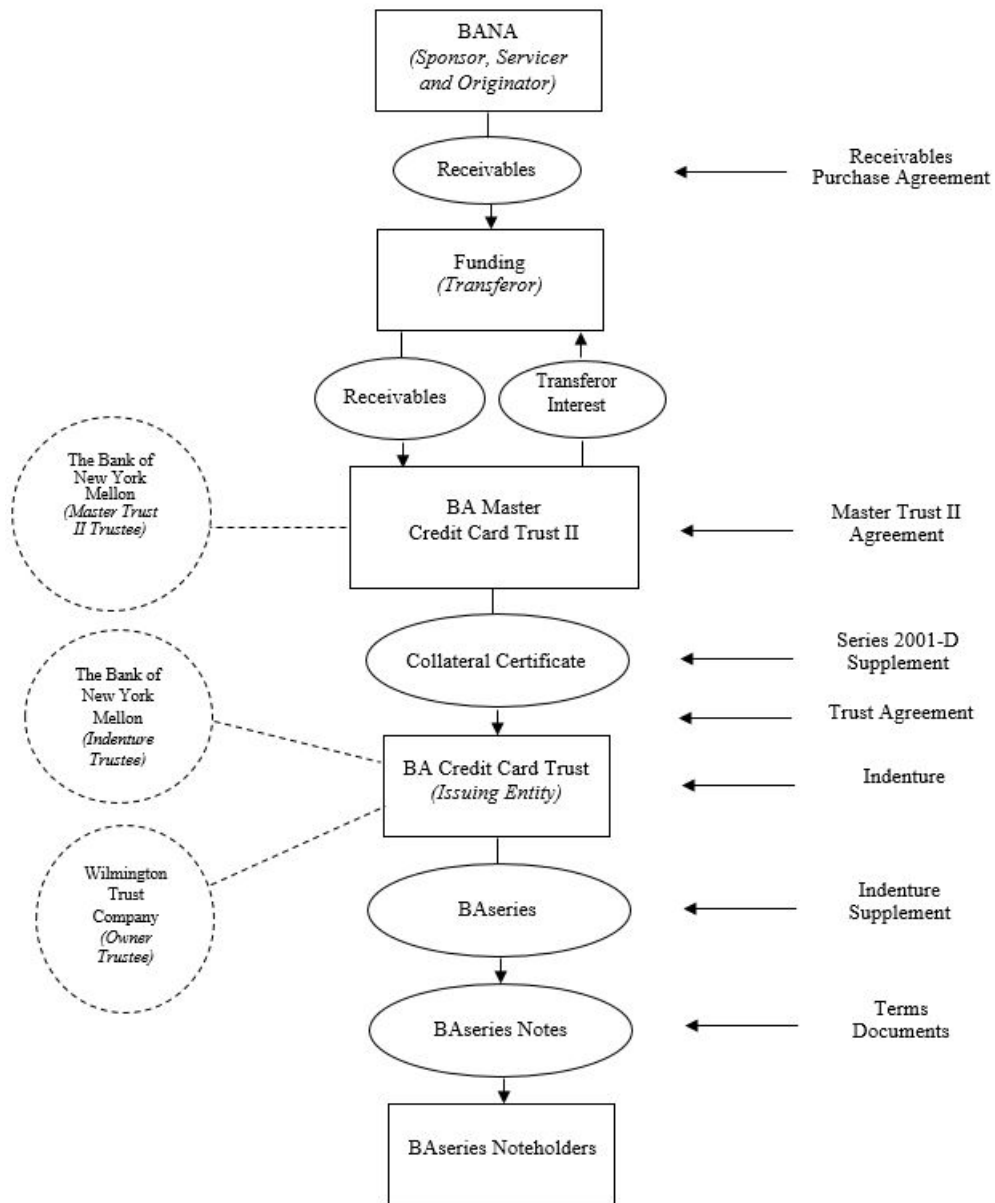 BANA
(Sponsor, Servicer
and Originator)
Receivables
Receivables
Purchase Agreement
Funding
(Transferor)
Receivables
Transferor
Interest
The Bank of
New York
Mellon
(Master Trust
II Trustee)
BA Master
Credit Card Trust II
Master Trust II
Agreement
Collateral Certificate
Series 2001-D
Supplement
The Bank of
New York
Mellon
(Indenture
Trustee)
Trust Agreement
BA Credit Card Trust
(Issuing Entity)
Indenture
Wilmington
Trust
Company
(Owner
Trustee)
BAseries
Indenture
Supplement
BAseries Notes
Terms
Documents
BAseries Noteholders